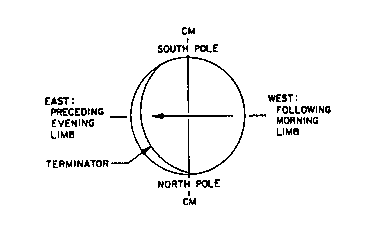 CM
SOUTH POLE
EAST:
PRECEDING
EVENING
LIMB
WEST:
FOLLOWING
MORNING
LIMB
TERMINATOR
NORTH POLE
CM